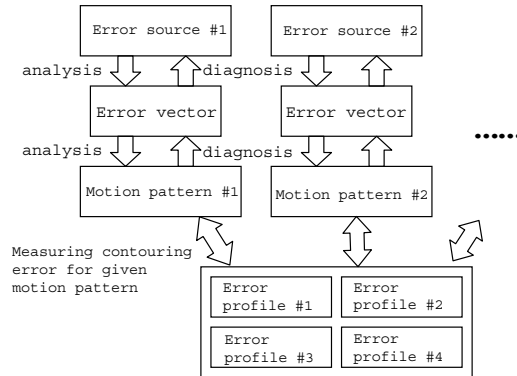 Error source #1
Error source #2
analysis
diagnosis
Error vector
Error vector
analysis
diagnosis
......
Motion pattern #1
Motion pattern #2
Measuring contouring
error for given
motion pattern
Error
profile #1
Error
profile #2
Error
profile #3
Error
profile #4